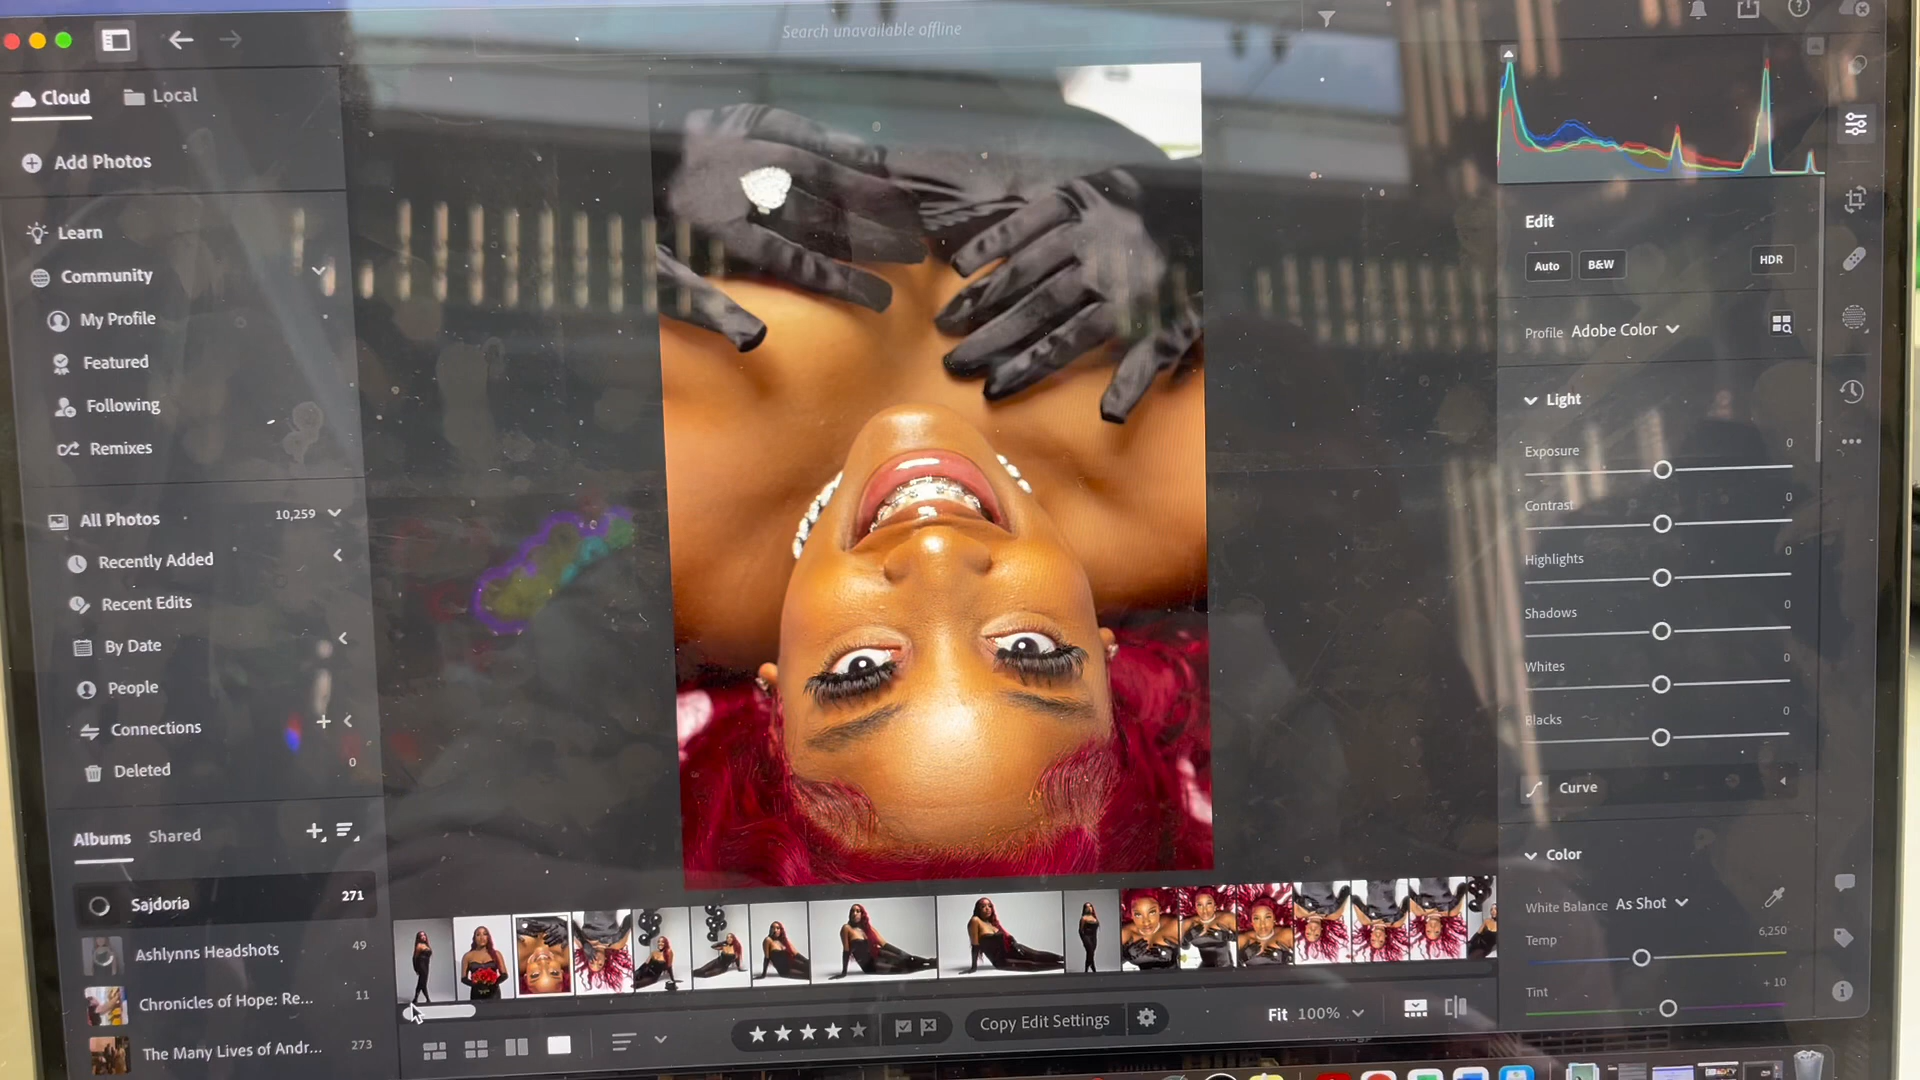 Search unavailable offline
Cloud
Local
Add Photos
Learn
Community
My Profile
Featured
Following
Remixes
All Photos 10,259
Recently Added
Recent Edits
By Date
People
Connections
Deleted 0
Albums Shared
Sajdoria 271
Ashlynns Headshots 49
Chronicles of Hope: Re... 11
The Many Lives of Andr... 273
Copy Edit Settings
Fit 100%
Edit
Auto B&W HDR
Profile Adobe Color
Light
Exposure 0
Contrast 0
Highlights 0
Shadows 0
Whites 0
Blacks 0
Curve
Color
White Balance As Shot
Temp 6,250
Tint + 10